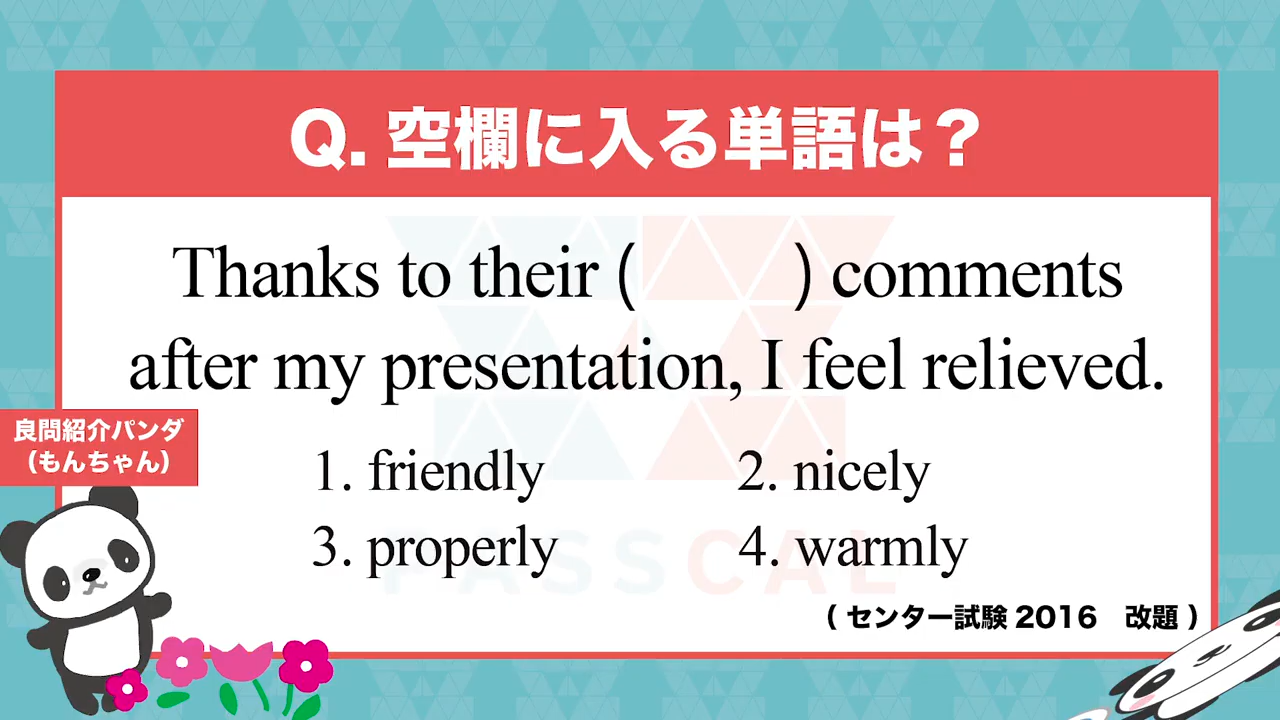 Q. 空欄に入る単語は?
Thanks to their (       ) comments
after my presentation, I feel relieved.
1. friendly
2. nicely
3. properly
4. warmly
( センター試験 2016 改題 )
良問紹介パンダ
(もんちゃん)
PASSCAL